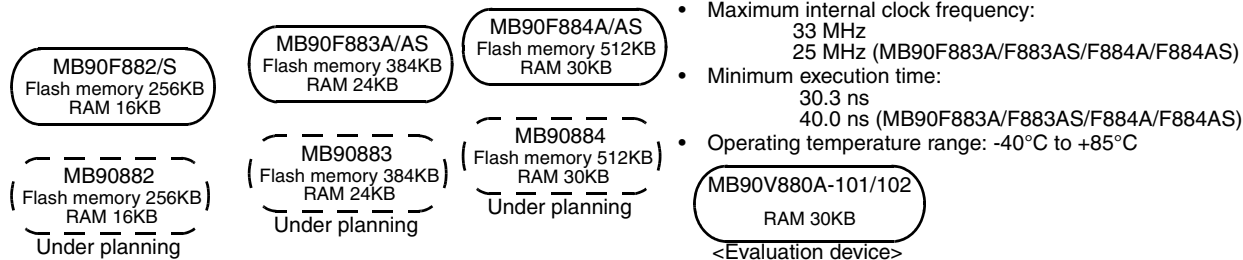 MB90F882/S
Flash memory 256KB
RAM 16KB
MB90882
Flash memory 256KB
RAM 16KB
Under planning
MB90F883A/AS
Flash memory 384KB
RAM 24KB
MB90883
Flash memory 384KB
RAM 24KB
Under planning
MB90F884A/AS
Flash memory 512KB
RAM 30KB
MB90884
Flash memory 512KB
RAM 30KB
Under planning
• Maximum internal clock frequency:
33 MHz
25 MHz (MB90F883A/F883AS/F884A/F884AS)
• Minimum execution time:
30.3 ns
40.0 ns (MB90F883A/F883AS/F884A/F884AS)
• Operating temperature range: -40°C to +85°C
MB90V880A-101/102
RAM 30KB
<Evaluation device>